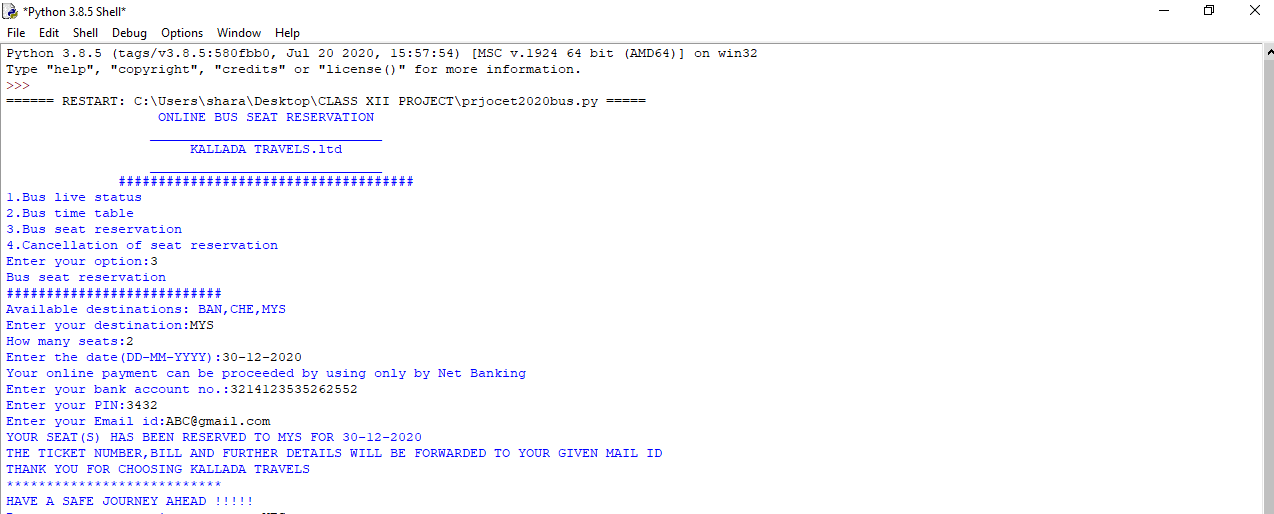 *Python 3.8.5 Shell*
File Edit Shell Debug Options Window Help
Python 3.8.5 (tags/v3.8.5:580fbb0, Jul 20 2020, 15:57:54) [MSC v.1924 64 bit (AMD64)] on win32
Type "help", "copyright", "credits" or "license()" for more information.
>>>
====== RESTART: C:\Users\shara\Desktop\CLASS XII PROJECT\prjocet2020bus.py =====
ONLINE BUS SEAT RESERVATION
_____________________________
KALLADA TRAVELS.ltd
_____________________________
#####################################
1.Bus live status
2.Bus time table
3.Bus seat reservation
4.Cancellation of seat reservation
Enter your option:3
Bus seat reservation
###########################
Available destinations: BAN,CHE,MYS
Enter your destination:MYS
How many seats:2
Enter the date(DD-MM-YYYY):30-12-2020
Your online payment can be proceeded by using only by Net Banking
Enter your bank account no.:3214123535262552
Enter your PIN:3432
Enter your Email id:ABC@gmail.com
YOUR SEAT(S) HAS BEEN RESERVED TO MYS FOR 30-12-2020
THE TICKET NUMBER,BILL AND FURTHER DETAILS WILL BE FORWARDED TO YOUR GIVEN MAIL ID
THANK YOU FOR CHOOSING KALLADA TRAVELS
***************************
HAVE A SAFE JOURNEY AHEAD !!!!!